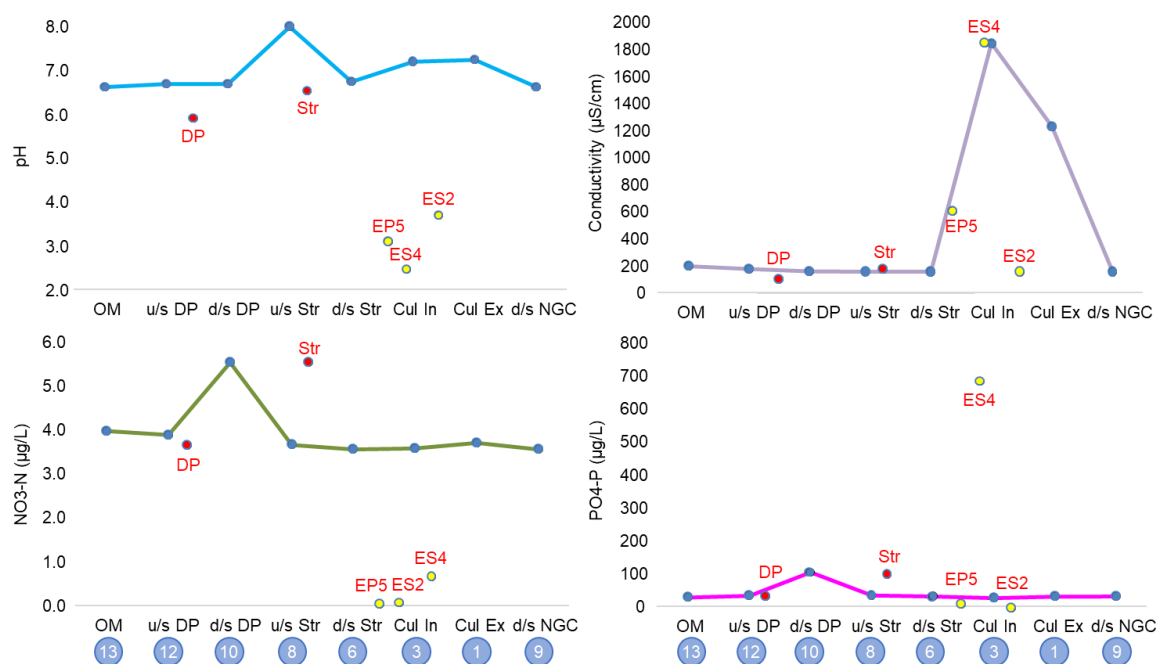 8.0
7.0
6.0
5.0
4.0
3.0
2.0
pH
DP
Str
EP5
ES4
ES2
OM u/s DP d/s DP u/s Str d/s Str Cul In Cul Ex d/s NGC
2000
1800
1600
1400
1200
1000
800
600
400
200
0
Conductivity (µS/cm)
DP
Str
EP5
ES4
ES2
OM u/s DP d/s DP u/s Str d/s Str Cul In Cul Ex d/s NGC
6.0
5.0
4.0
3.0
2.0
1.0
0.0
NO3-N (µg/L)
DP
Str
EP5
ES2
ES4
OM u/s DP d/s DP u/s Str d/s Str Cul In Cul Ex d/s NGC
13 12 10 8 6 3 1 9
800
700
600
500
400
300
200
100
0
PO4-P (µg/L)
DP
Str
EP5
ES4
ES2
OM u/s DP d/s DP u/s Str d/s Str Cul In Cul Ex d/s NGC
13 12 10 8 6 3 1 9